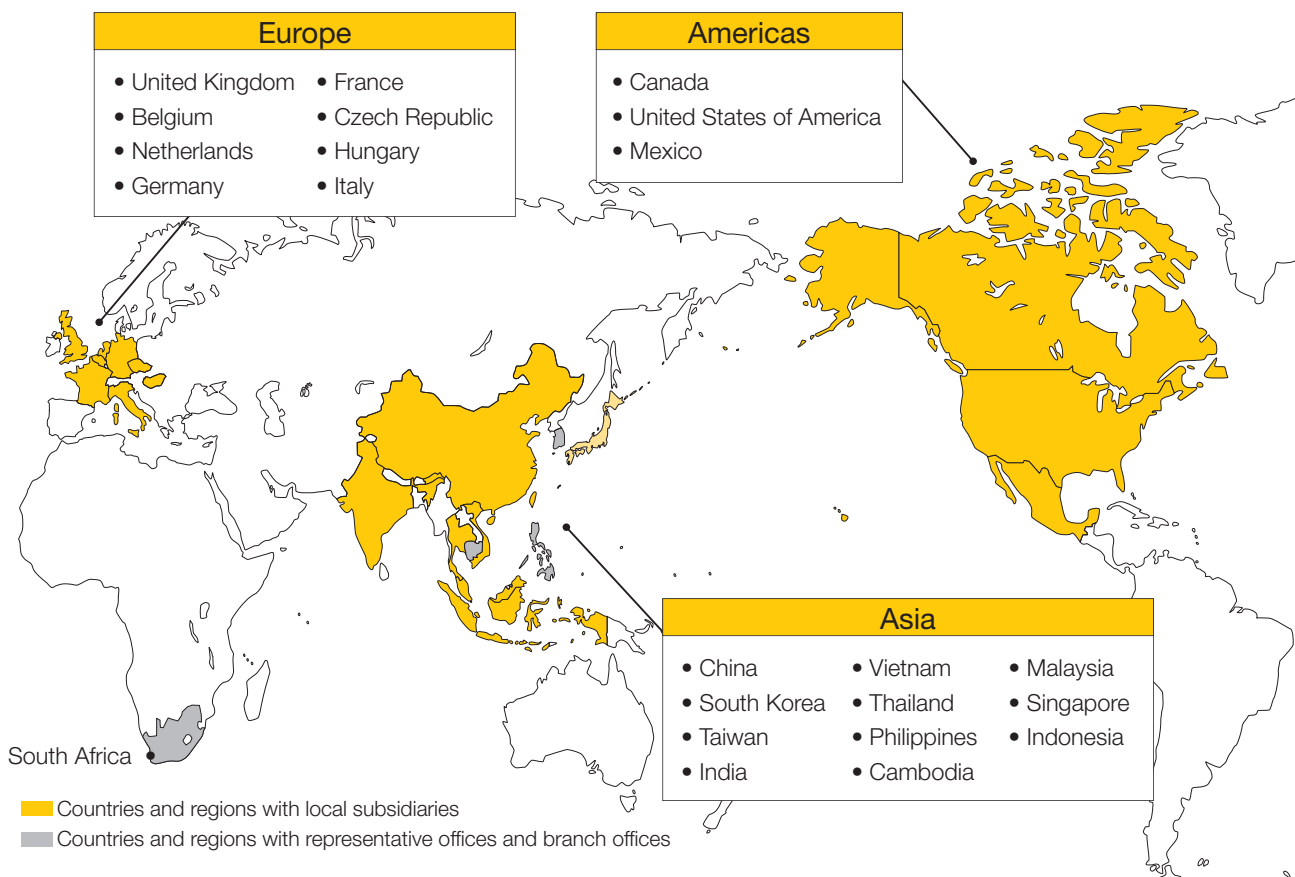 Europe
• United Kingdom
• Belgium
• Netherlands
• Germany
• France
• Czech Republic
• Hungary
• Italy
Americas
• Canada
• United States of America
• Mexico
Asia
• China
• South Korea
• Taiwan
• India
• Vietnam
• Thailand
• Philippines
• Cambodia
• Malaysia
• Singapore
• Indonesia
South Africa
Countries and regions with local subsidiaries
Countries and regions with representative offices and branch offices